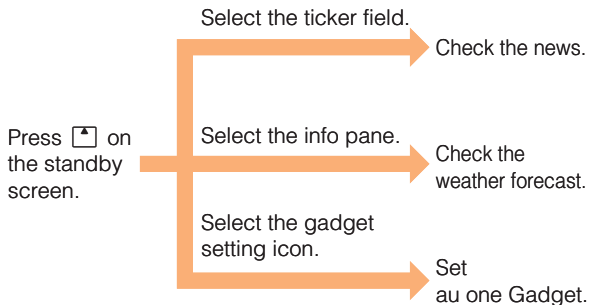 Select the ticker field.
Check the news.
Press on
the standby
screen.
Select the info pane.
Check the
weather forecast.
Select the gadget
setting icon.
Set
au one Gadget.